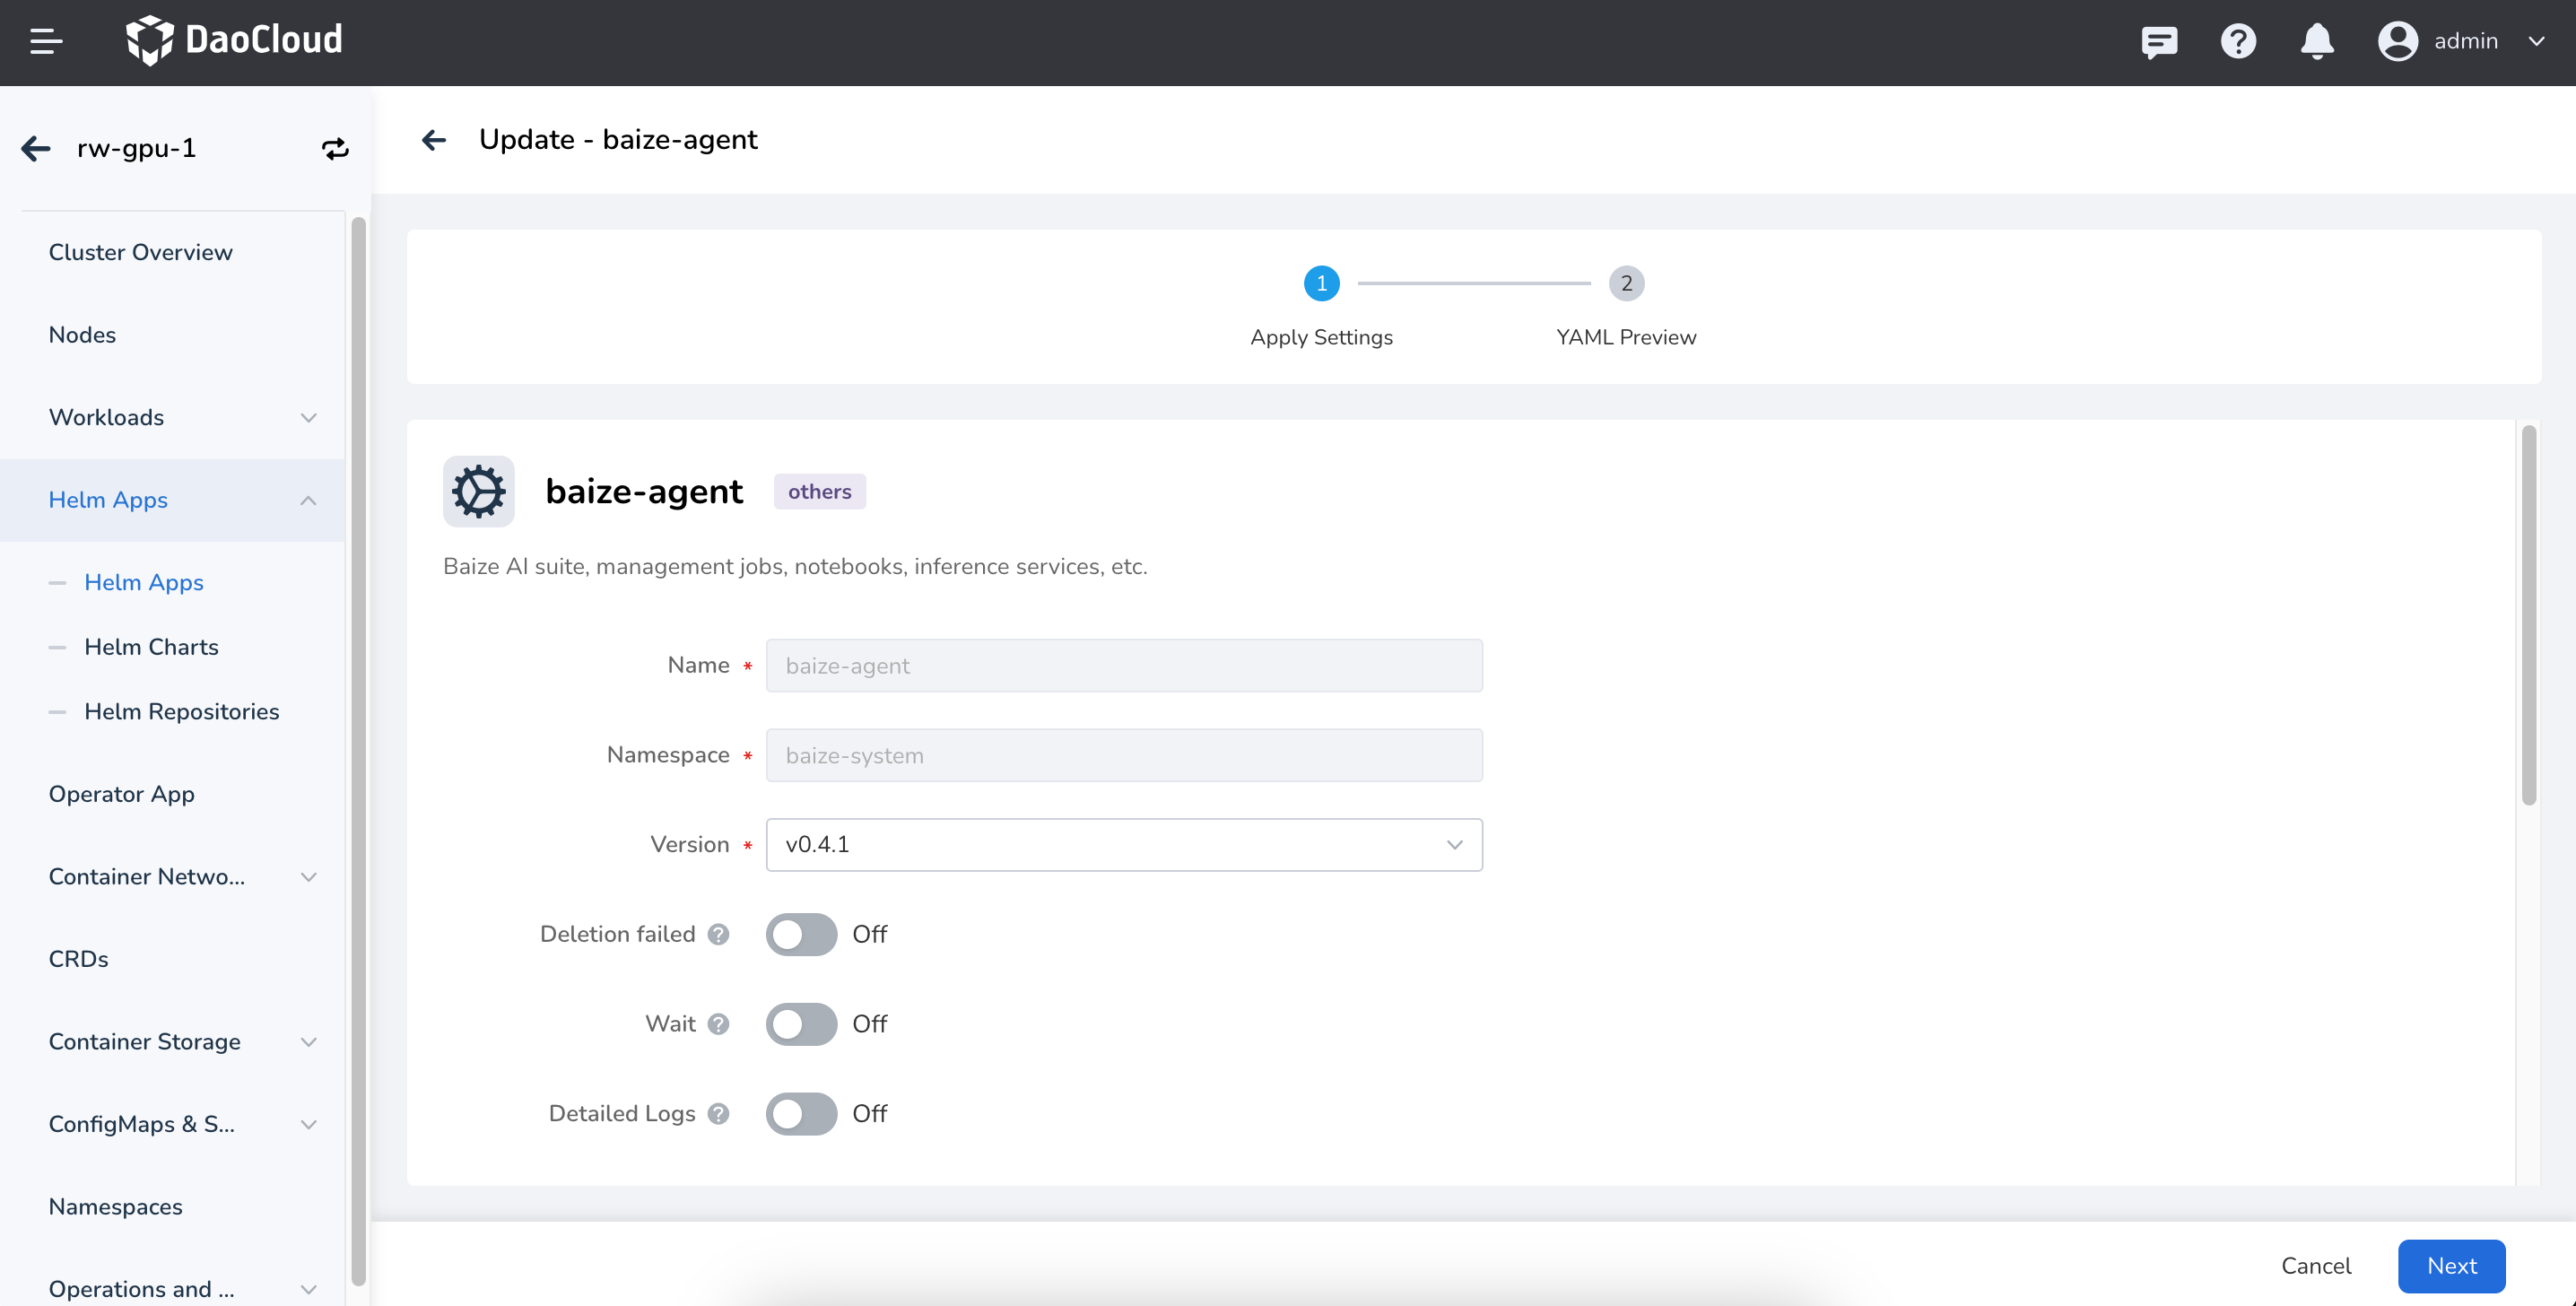 DaoCloud
admin
rw-gpu-1
Cluster Overview
Nodes
Workloads
Helm Apps
Helm Apps
Helm Charts
Helm Repositories
Operator App
Container Netwo...
CRDs
Container Storage
ConfigMaps & S...
Namespaces
Operations and ...
Update - baize-agent
1
2
Apply Settings
YAML Preview
baize-agent others
Baize AI suite, management jobs, notebooks, inference services, etc.
Name * baize-agent
Namespace * baize-system
Version * v0.4.1
Deletion failed ? Off
Wait ? Off
Detailed Logs ? Off
Cancel
Next